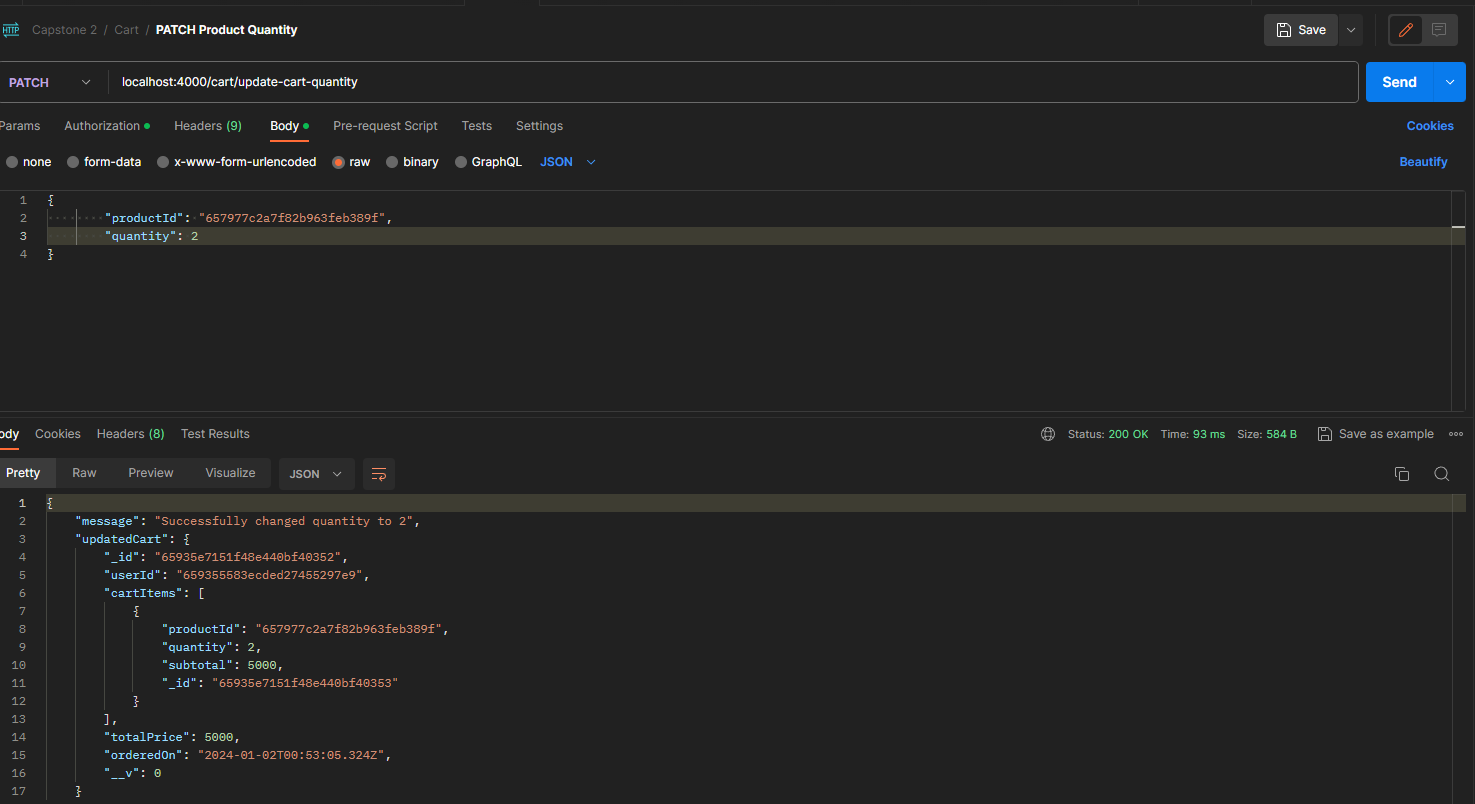 HTTP Capstone 2 / Cart / PATCH Product Quantity Save
PATCH localhost:4000/cart/update-cart-quantity Send
Params Authorization Headers (9) Body Pre-request Script Tests Settings Cookies
none form-data x-www-form-urlencoded raw binary GraphQL JSON Beautify
1 {
2 "productId": "657977c2a7f82b963feb389f",
3 "quantity": 2
4 }
ody Cookies Headers (8) Test Results Status: 200 OK Time: 93 ms Size: 584 B Save as example
Pretty Raw Preview Visualize JSON
1 {
2 "message": "Successfully changed quantity to 2",
3 "updatedCart": {
4 "_id": "65935e7151f48e440bf40352",
5 "userId": "659355583ecded27455297e9",
6 "cartItems": [
7 {
8 "productId": "657977c2a7f82b963feb389f",
9 "quantity": 2,
10 "subtotal": 5000,
11 "_id": "65935e7151f48e440bf40353"
12 }
13 ],
14 "totalPrice": 5000,
15 "orderedOn": "2024-01-02T00:53:05.324Z",
16 "__v": 0
17 }